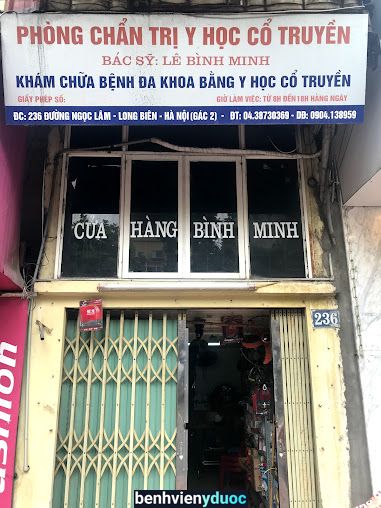 PHÒNG CHẨN TRỊ Y HỌC CỔ TRUYỀN
BÁC SỸ: LÊ BÌNH MINH
KHÁM CHỮA BỆNH ĐA KHOA BẰNG Y HỌC CỔ TRUYỀN
GIẤY PHÉP SỐ: GIỜ LÀM VIỆC: TỪ 8H ĐẾN 18H HÀNG NGÀY
ĐC: 236 ĐƯỜNG NGỌC LÂM - LONG BIÊN - HÀ NỘI (GÁC 2) - ĐT: 04.38730369 - DĐ: 0904.138959
CỬA HÀNG BÌNH MINH
236
ashion
benhvienyduoc